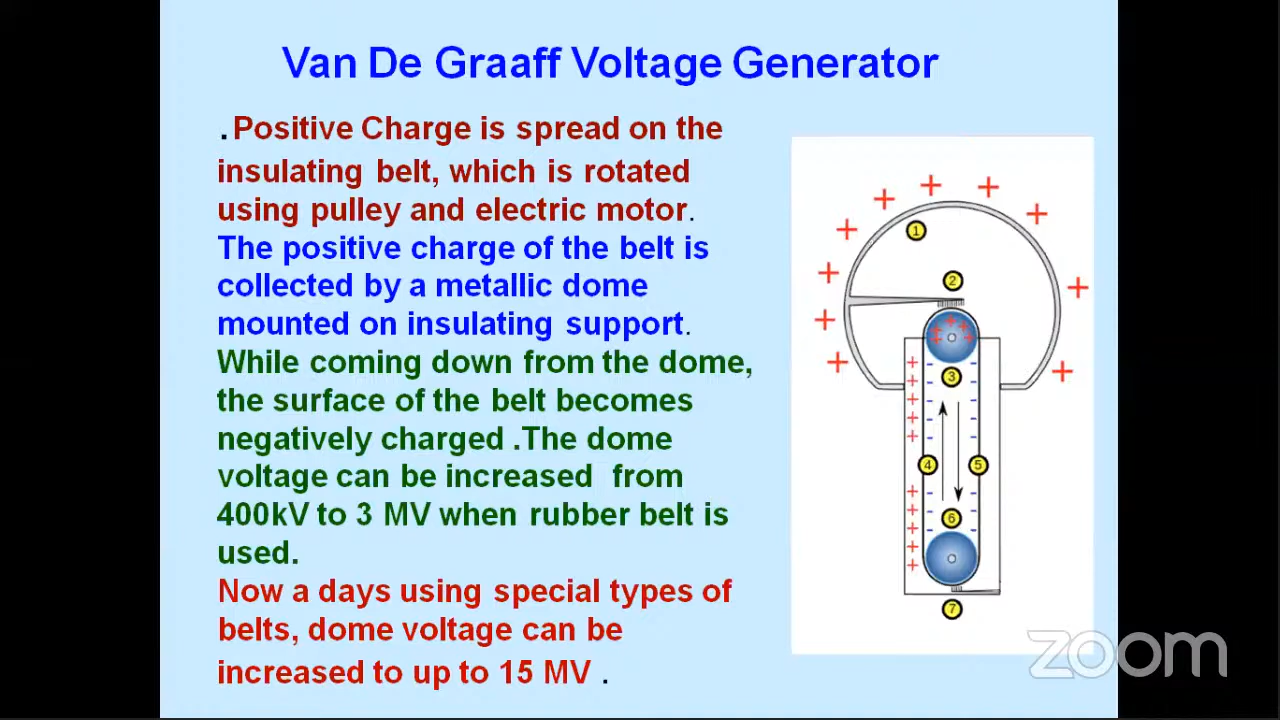 Van De Graaff Voltage Generator
.Positive Charge is spread on the
insulating belt, which is rotated
using pulley and electric motor.
The positive charge of the belt is
collected by a metallic dome
mounted on insulating support.
While coming down from the dome,
the surface of the belt becomes
negatively charged .The dome
voltage can be increased from
400kV to 3 MV when rubber belt is
used.
Now a days using special types of
belts, dome voltage can be
increased to up to 15 MV .
1
2
3
4
5
6
7
zoom